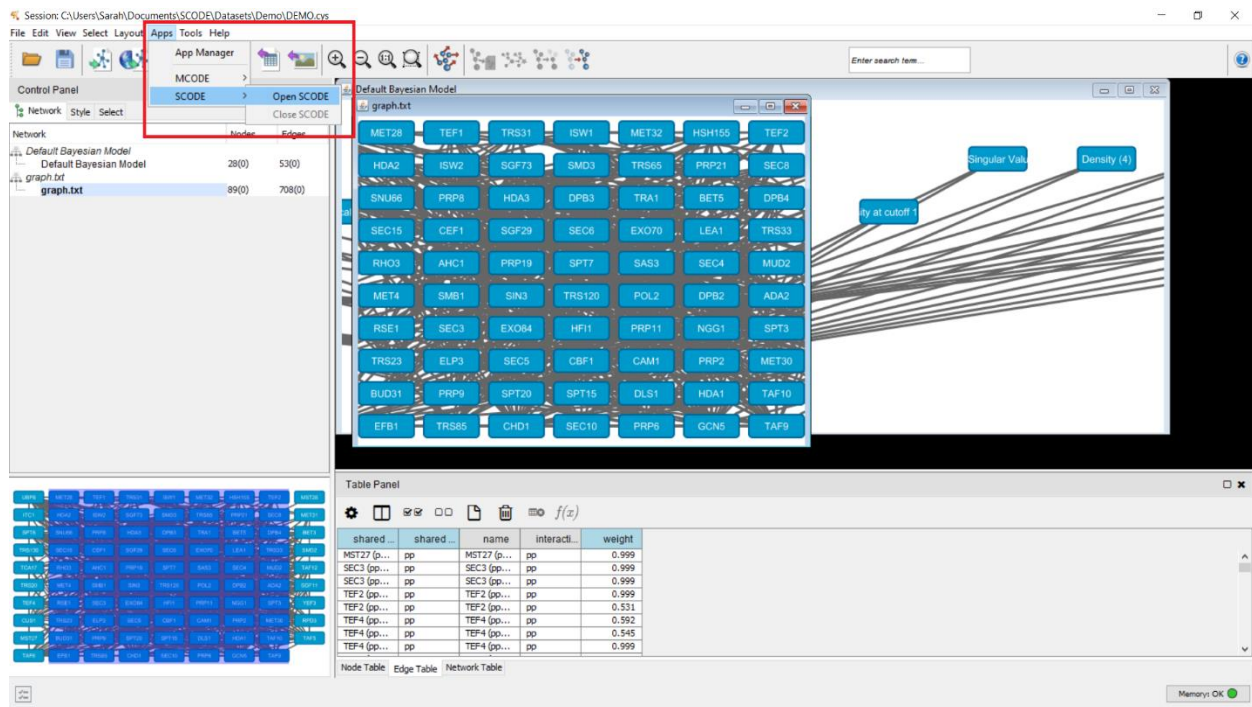 Session: C:\Users\Sarah\Documents\SCODE\Datasets\Demo\DEMO.cys
File Edit View Select Layout Apps Tools Help
App Manager
MCODE >
SCODE > Open SCODE
Close SCODE
Enter search term...
Control Panel
Network Style Select
Network Nodes Edges
Default Bayesian Model
Default Bayesian Model 28(0) 53(0)
graph.txt
graph.txt 89(0) 708(0)
Default Bayesian Model
graph.txt
MET28 TEF1 TRS31 ISW1 MET32 HSH155 TEF2
HDA2 ISW2 SGF73 SMD3 TRS65 PRP21 SEC8
SNU66 PRP8 HDA3 DPB3 TRA1 BET5 DPB4
SEC15 CEF1 SGF29 SEC6 EXO70 LEA1 TRS33
RHO3 AHC1 PRP19 SPT7 SAS3 SEC4 MUD2
MET4 SMB1 SIN3 TRS120 POL2 DPB2 ADA2
RSE1 SEC3 EXO84 HFI1 PRP11 NGG1 SPT3
TRS23 ELP3 SEC5 CBF1 CAM1 PRP2 MET30
BUD31 PRP9 SPT20 SPT15 DLS1 HDA1 TAF10
EFB1 TRS85 CHD1 SEC10 PRP6 GCN5 TAF9
Singular Valu
Density (4)
ity at cutoff 1
Table Panel
f(x)
shared ... shared ... name interacti... weight
MST27 (p... pp MST27 (p... pp 0.999
SEC3 (pp... pp SEC3 (pp... pp 0.999
SEC3 (pp... pp SEC3 (pp... pp 0.999
TEF2 (pp... pp TEF2 (pp... pp 0.999
TEF2 (pp... pp TEF2 (pp... pp 0.531
TEF4 (pp... pp TEF4 (pp... pp 0.592
TEF4 (pp... pp TEF4 (pp... pp 0.545
TEF4 (pp... pp TEF4 (pp... pp 0.999
Node Table Edge Table Network Table
Memory: OK